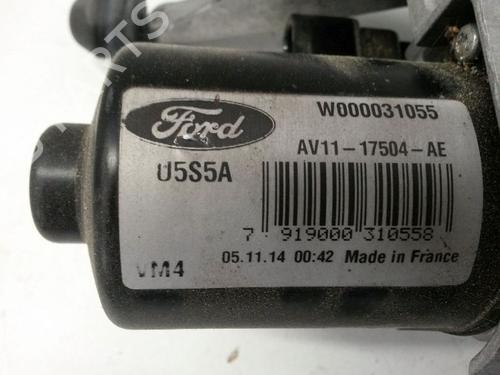 Ford
W000031055
U5S5A
AV11-17504-AE
7 919000 310558
VM4
05.11.14 00:42 Made in France